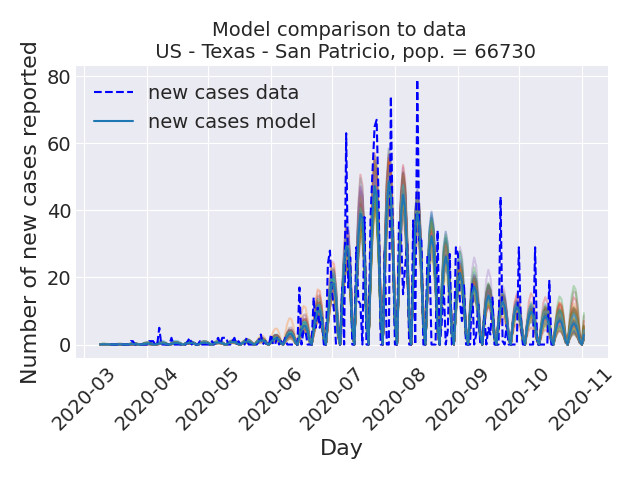 Model comparison to data
US - Texas - San Patricio, pop. = 66730
new cases data
new cases model
Number of new cases reported
80
60
40
20
0
2020-03
2020-04
2020-05
2020-06
2020-07
2020-08
2020-09
2020-10
2020-11
Day